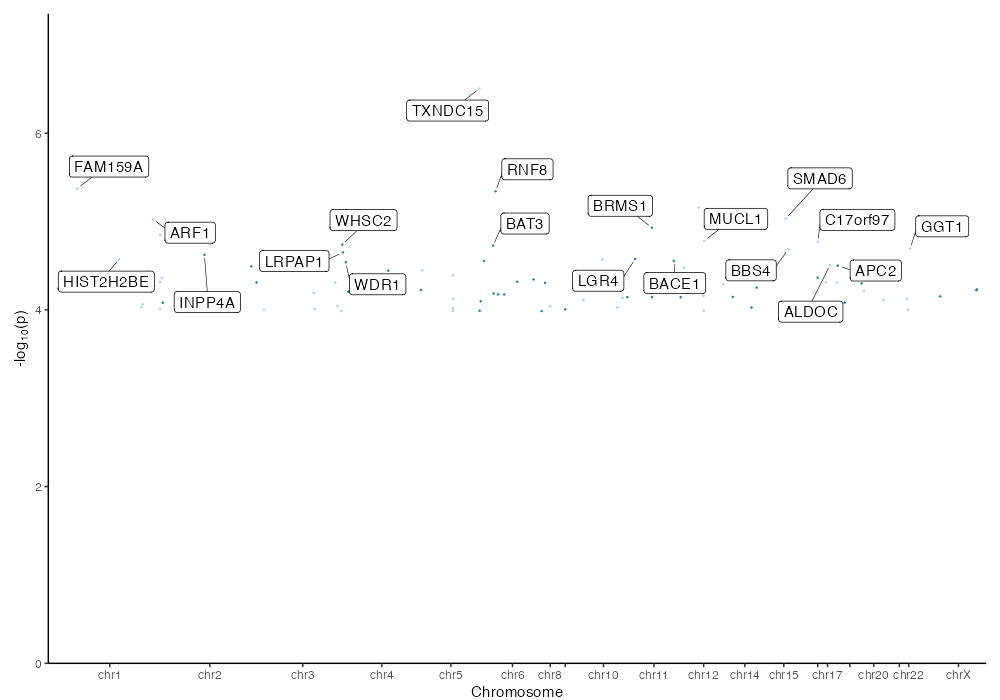 6
4
2
0
-log10(p)
TXNDC15
FAM159A
RNF8
SMAD6
BRMS1
MUCL1
WHSC2
BAT3
C17orf97
GGT1
ARF1
LRPAP1
BBS4
APC2
HIST2H2BE
LGR4
BACE1
WDR1
INPP4A
ALDOC
chr1 chr2 chr3 chr4 chr5 chr6 chr8 chr10 chr11 chr12 chr14 chr15 chr17 chr20 chr22 chrX
Chromosome